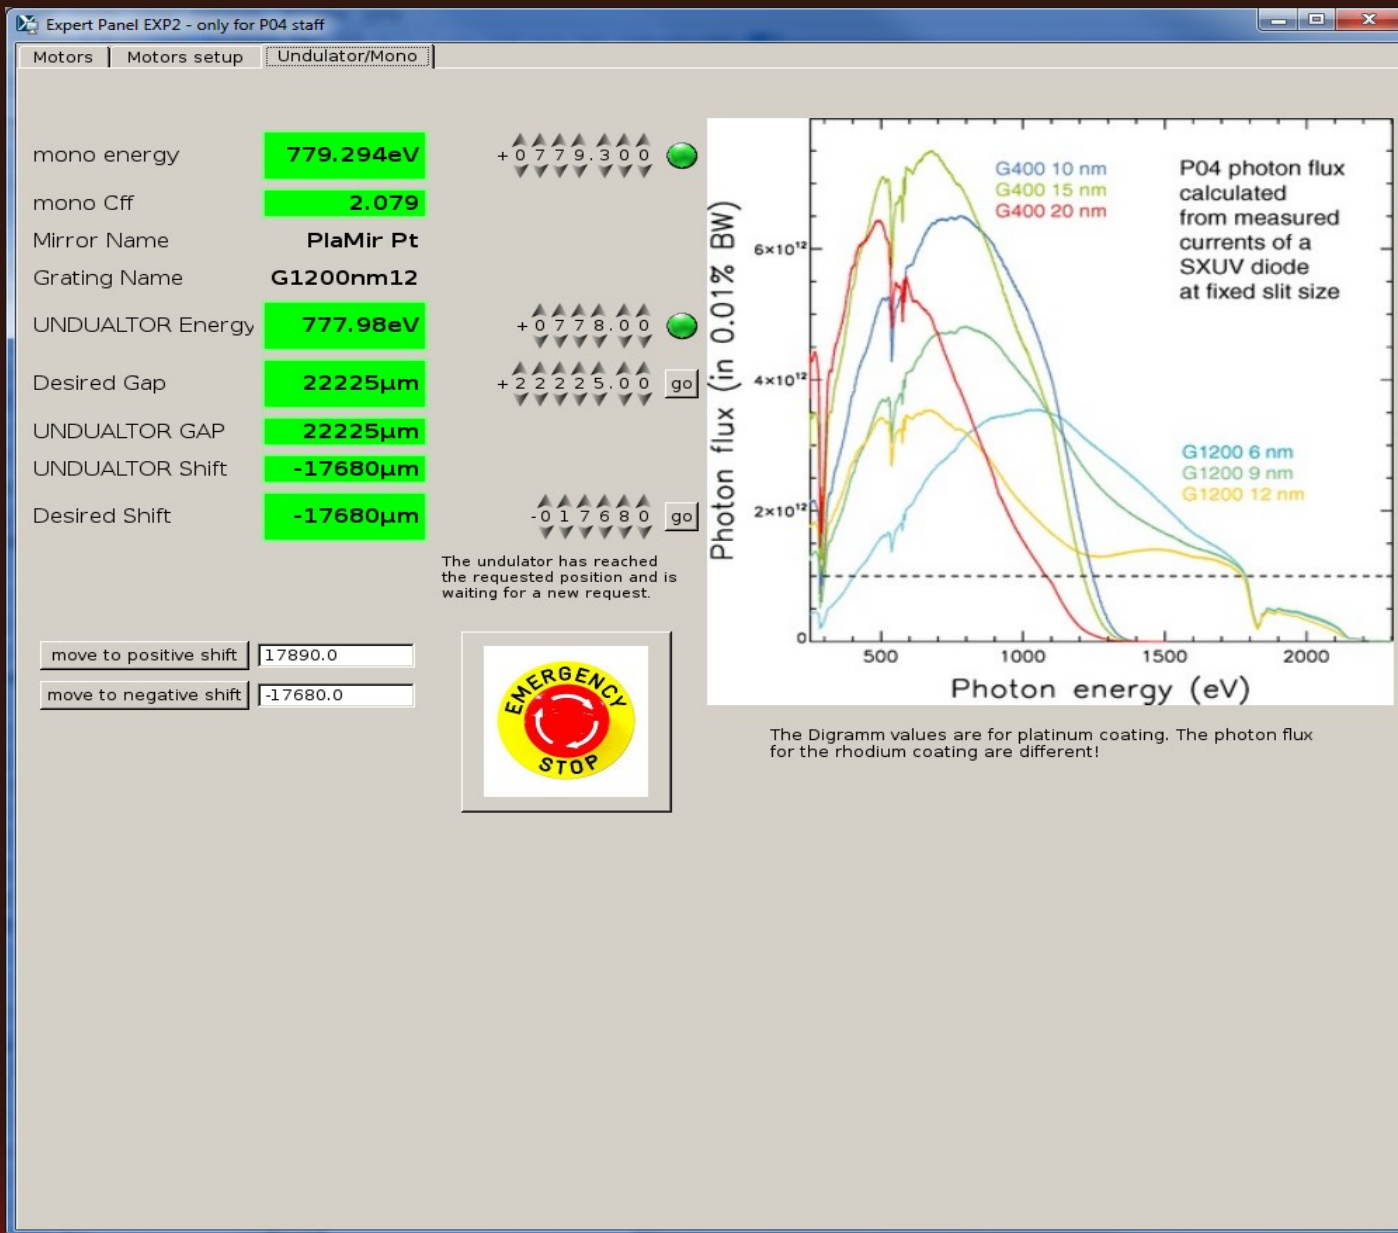 Expert Panel EXP2 - only for P04 staff
Motors
Motors setup
Undulator/Mono
mono energy
779.294eV
+0779.300
mono Cff
2.079
Mirror Name
PlaMir Pt
Grating Name
G1200nm12
UNDUALTOR Energy
777.98eV
+0778.00
Desired Gap
22225µm
+22225.00
go
UNDUALTOR GAP
22225µm
UNDUALTOR Shift
-17680µm
Desired Shift
-17680µm
-017680
go
The undulator has reached
the requested position and is
waiting for a new request.
move to positive shift
17890.0
move to negative shift
-17680.0
EMERGENCY
STOP
Photon flux (in 0.01% BW)
6×10¹²
4×10¹²
2×10¹²
0
G400 10 nm
G400 15 nm
G400 20 nm
P04 photon flux
calculated
from measured
currents of a
SXUV diode
at fixed slit size
G1200 6 nm
G1200 9 nm
G1200 12 nm
500
1000
1500
2000
Photon energy (eV)
The Digramm values are for platinum coating. The photon flux
for the rhodium coating are different!